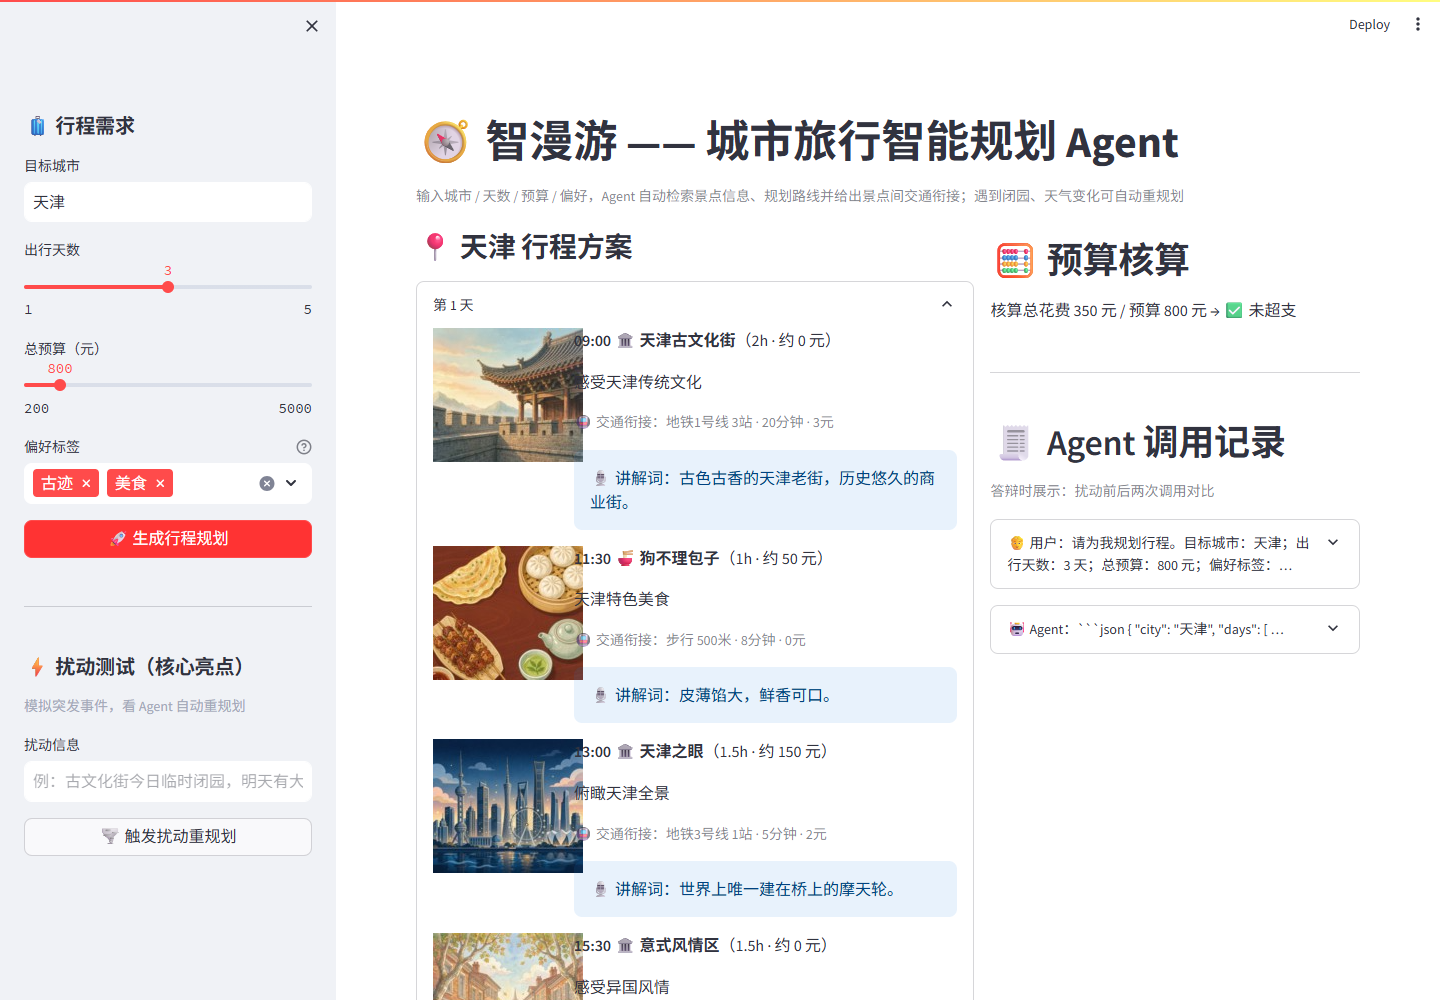 Deploy
行程需求
目标城市
天津
出行天数
3
1 5
总预算（元）
800
200 5000
偏好标签
古迹 × 美食 ×
生成行程规划
扰动测试（核心亮点）
模拟突发事件，看 Agent 自动重规划
扰动信息
例：古文化街今日临时闭园，明天有大
触发扰动重规划
智漫游 —— 城市旅行智能规划 Agent
输入城市 / 天数 / 预算 / 偏好，Agent 自动检索景点信息、规划路线并给出景点间交通衔接；遇到闭园、天气变化可自动重规划
天津 行程方案
第 1 天
09:00 天津古文化街（2h · 约 0 元）
感受天津传统文化
交通衔接：地铁1号线 3站 · 20分钟 · 3元
讲解词：古色古香的天津老街，历史悠久的商
业街。
11:30 狗不理包子（1h · 约 50 元）
天津特色美食
交通衔接：步行 500米 · 8分钟 · 0元
讲解词：皮薄馅大，鲜香可口。
13:00 天津之眼（1.5h · 约 150 元）
俯瞰天津全景
交通衔接：地铁3号线 1站 · 5分钟 · 2元
讲解词：世界上唯一建在桥上的摩天轮。
15:30 意式风情区（1.5h · 约 0 元）
感受异国风情
预算核算
核算总花费 350 元 / 预算 800 元 → ✅ 未超支
Agent 调用记录
答辩时展示：扰动前后两次调用对比
用户：请为我规划行程。目标城市：天津；出
行天数：3 天；总预算：800 元；偏好标签：…
Agent：```json { "city": "天津", "days": [ …